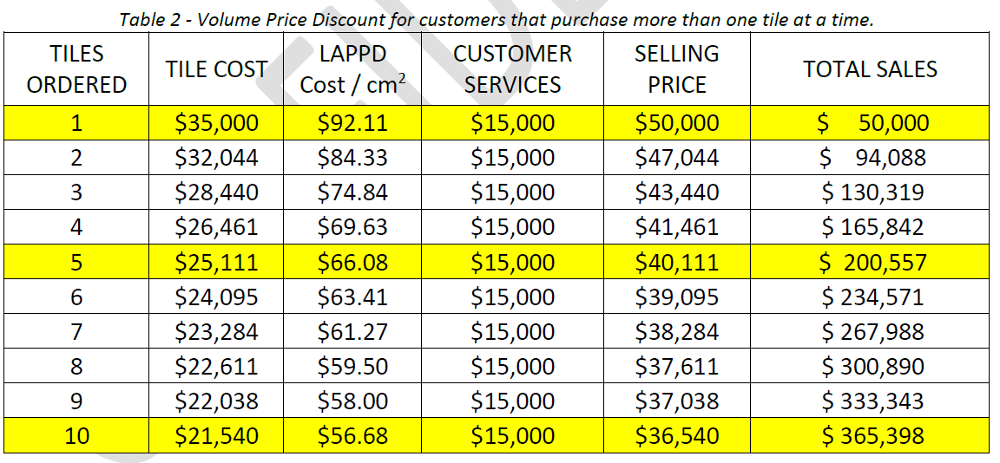 Table 2 - Volume Price Discount for customers that purchase more than one tile at a time.
TILES ORDERED TILE COST LAPPD Cost / cm² CUSTOMER SERVICES SELLING PRICE TOTAL SALES
1 $35,000 $92.11 $15,000 $50,000 $ 50,000
2 $32,044 $84.33 $15,000 $47,044 $ 94,088
3 $28,440 $74.84 $15,000 $43,440 $ 130,319
4 $26,461 $69.63 $15,000 $41,461 $ 165,842
5 $25,111 $66.08 $15,000 $40,111 $ 200,557
6 $24,095 $63.41 $15,000 $39,095 $ 234,571
7 $23,284 $61.27 $15,000 $38,284 $ 267,988
8 $22,611 $59.50 $15,000 $37,611 $ 300,890
9 $22,038 $58.00 $15,000 $37,038 $ 333,343
10 $21,540 $56.68 $15,000 $36,540 $ 365,398